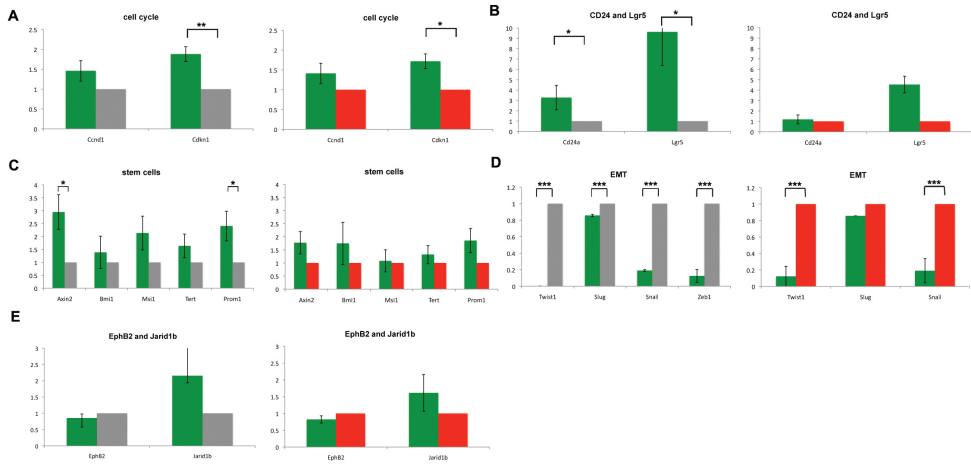 A
cell cycle
**
2.5
2
1.5
1
0.5
0
Ccnd1
Cdkn1
cell cycle
*
2.5
2
1.5
1
0.5
0
Ccnd1
Cdkn1
B
CD24 and Lgr5
*
*
10
9
8
7
6
5
4
3
2
1
0
Cd24a
Lgr5
CD24 and Lgr5
10
9
8
7
6
5
4
3
2
1
0
Cd24a
Lgr5
C
stem cells
*
*
4
3.5
3
2.5
2
1.5
1
0.5
0
Axin2
Bmi1
Msi1
Tert
Prom1
stem cells
4
3.5
3
2.5
2
1.5
1
0.5
0
Axin2
Bmi1
Msi1
Tert
Prom1
D
EMT
***
***
***
***
1
0.8
0.6
0.4
0.2
0
Twist1
Slug
Snail
Zeb1
EMT
***
***
1
0.8
0.6
0.4
0.2
0
Twist1
Slug
Snail
E
EphB2 and Jarid1b
3
2.5
2
1.5
1
0.5
0
EphB2
Jarid1b
EphB2 and Jarid1b
3
2.5
2
1.5
1
0.5
0
EphB2
Jarid1b